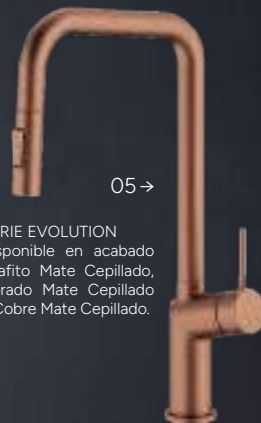 05→
RIE EVOLUTION
sponible en acabado
afito Mate Cepillado,
rado Mate Cepillado
Cobre Mate Cepillado.